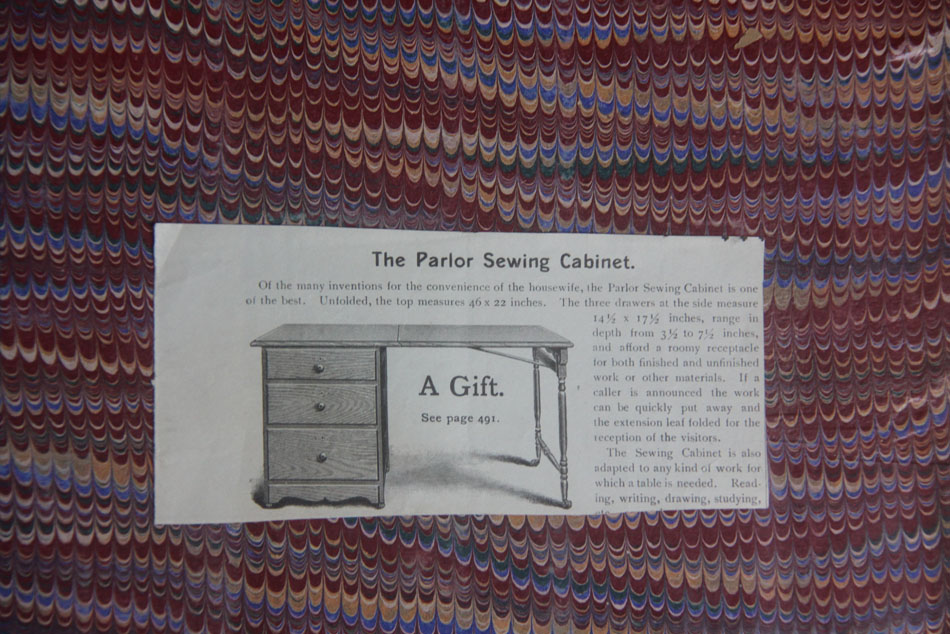 The Parlor Sewing Cabinet.
Of the many inventions for the convenience of the housewife, the Parlor Sewing Cabinet is one
of the best. Unfolded, the top measures 46 x 22 inches. The three drawers at the side measure
14½ x 17½ inches, range in
depth from 3½ to 7½ inches,
and afford a roomy receptacle
for both finished and unfinished
work or other materials. If a
caller is announced the work
can be quickly put away and
the extension leaf folded for the
reception of the visitors.
The Sewing Cabinet is also
adapted to any kind of work for
which a table is needed. Read-
ing, writing, drawing, studying,
A Gift.
See page 491.